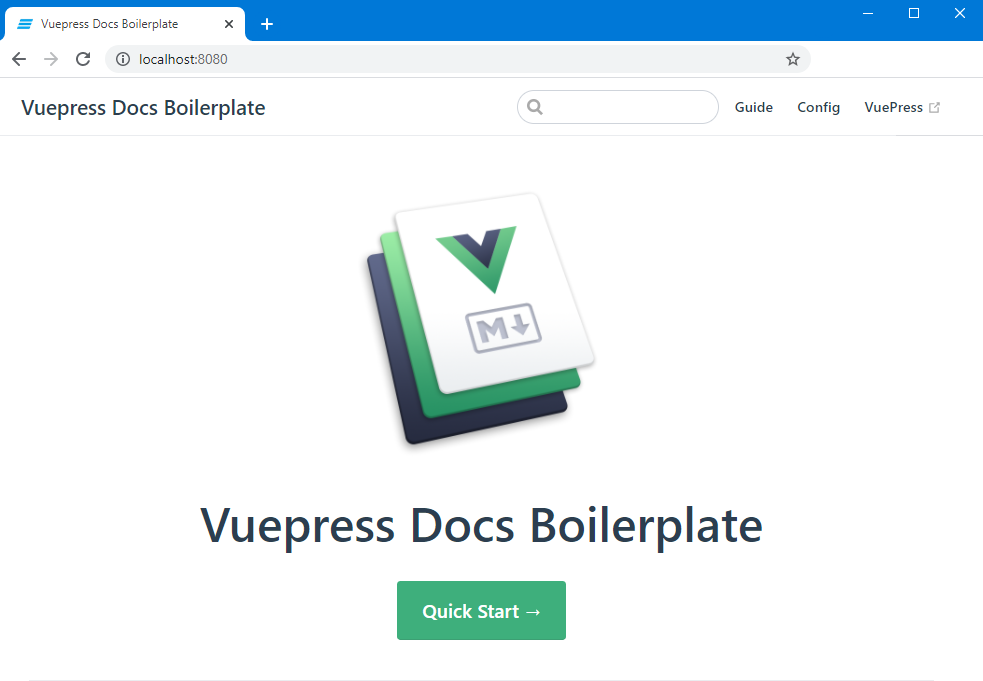 Vuepress Docs Boilerplate
localhost:8080
Vuepress Docs Boilerplate
Guide Config VuePress
M
Vuepress Docs Boilerplate
Quick Start →